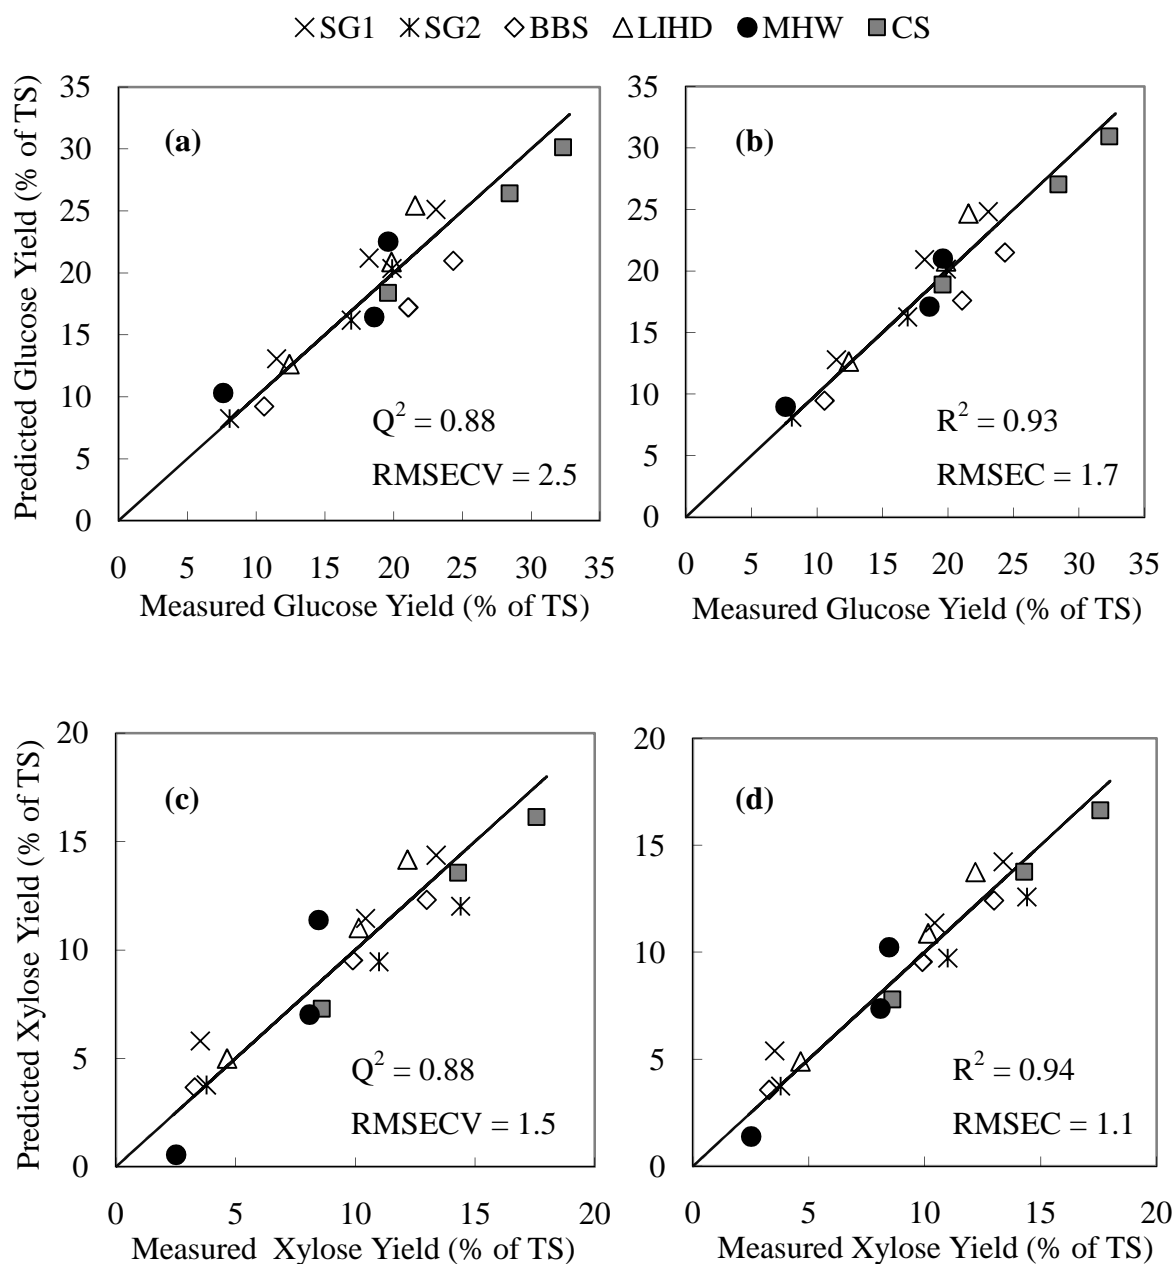 SG1 SG2 BBS LIHD MHW CS
Predicted Glucose Yield (% of TS)
35
30
25
20
15
10
5
0
(a)
Q² = 0.88
RMSECV = 2.5
0 5 10 15 20 25 30 35
Measured Glucose Yield (% of TS)
35
30
25
20
15
10
5
0
(b)
R² = 0.93
RMSEC = 1.7
0 5 10 15 20 25 30 35
Measured Glucose Yield (% of TS)
Predicted Xylose Yield (% of TS)
20
15
10
5
0
(c)
Q² = 0.88
RMSECV = 1.5
0 5 10 15 20
Measured Xylose Yield (% of TS)
20
15
10
5
0
(d)
R² = 0.94
RMSEC = 1.1
0 5 10 15 20
Measured Xylose Yield (% of TS)